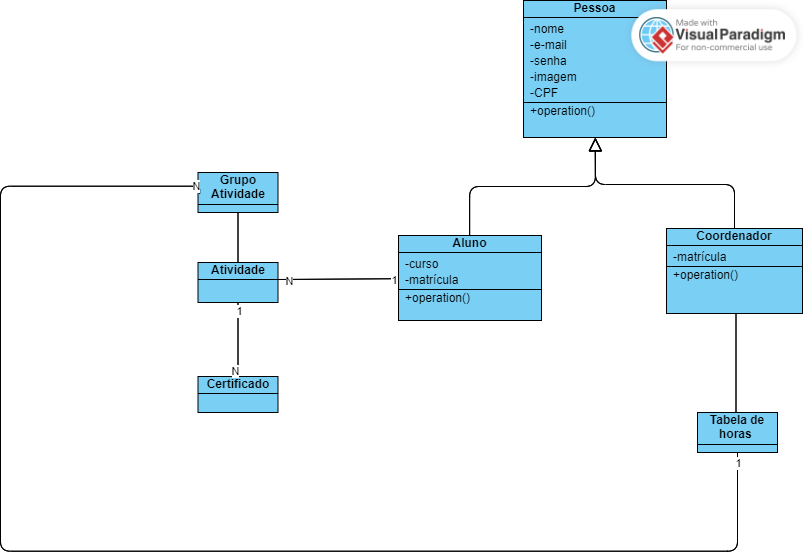 Pessoa
-nome
-e-mail
-senha
-imagem
-CPF
+operation()
Made with
Visual Paradigm
For non-commercial use
Grupo
Atividade
N
Aluno
-curso
-matrícula
+operation()
Coordenador
-matrícula
+operation()
Atividade
N
1
1
N
Certificado
Tabela de
horas
1